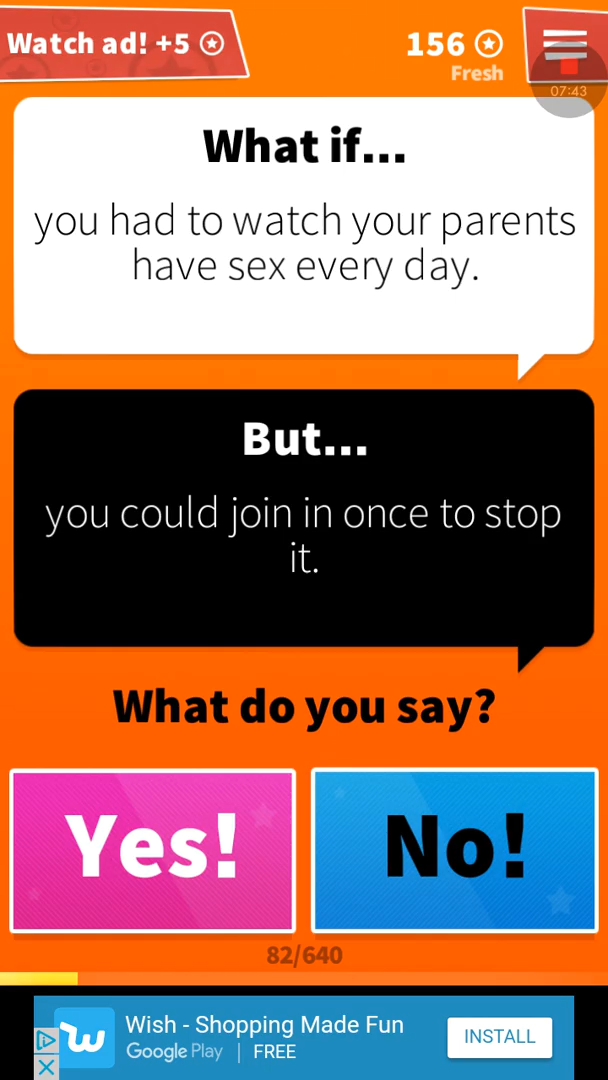 Watch ad! +5
156
Fresh
07:43
What if...
you had to watch your parents
have sex every day.
But...
you could join in once to stop
it.
What do you say?
Yes!
No!
82/640
Wish - Shopping Made Fun
Google Play | FREE
INSTALL